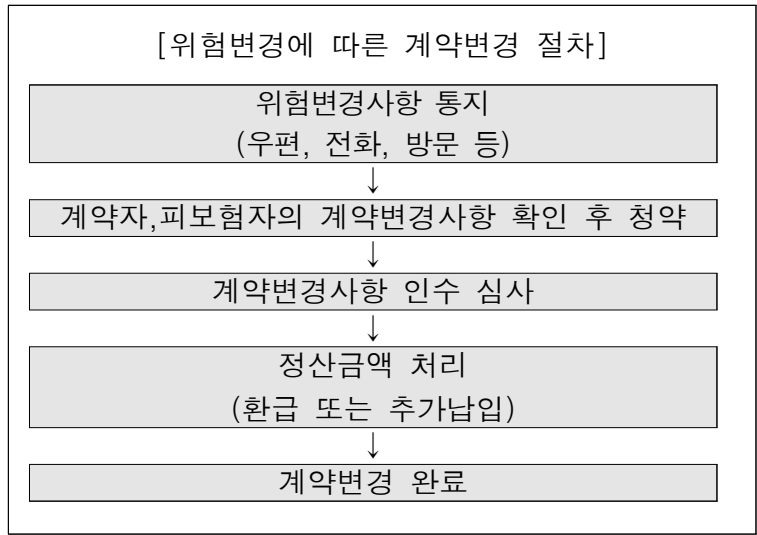 [위험변경에 따른 계약변경 절차]
위험변경사항 통지
(우편, 전화, 방문 등)
↓
계약자,피보험자의 계약변경사항 확인 후 청약
↓
계약변경사항 인수 심사
↓
정산금액 처리
(환급 또는 추가납입)
↓
계약변경 완료